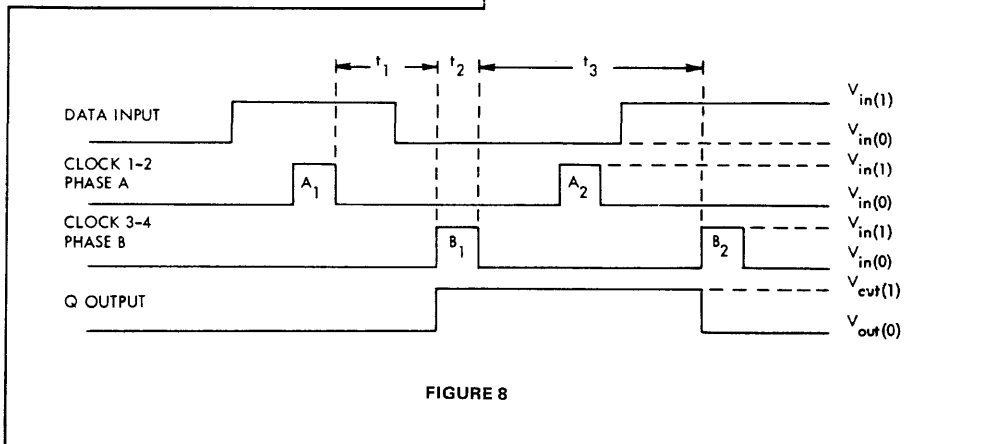 t1 t2 t3
DATA INPUT
Vin(1)
Vin(0)
CLOCK 1-2
PHASE A
A1 A2
Vin(1)
Vin(0)
CLOCK 3-4
PHASE B
B1 B2
Vin(1)
Vin(0)
Q OUTPUT
Vcut(1)
Vout(0)
FIGURE 8